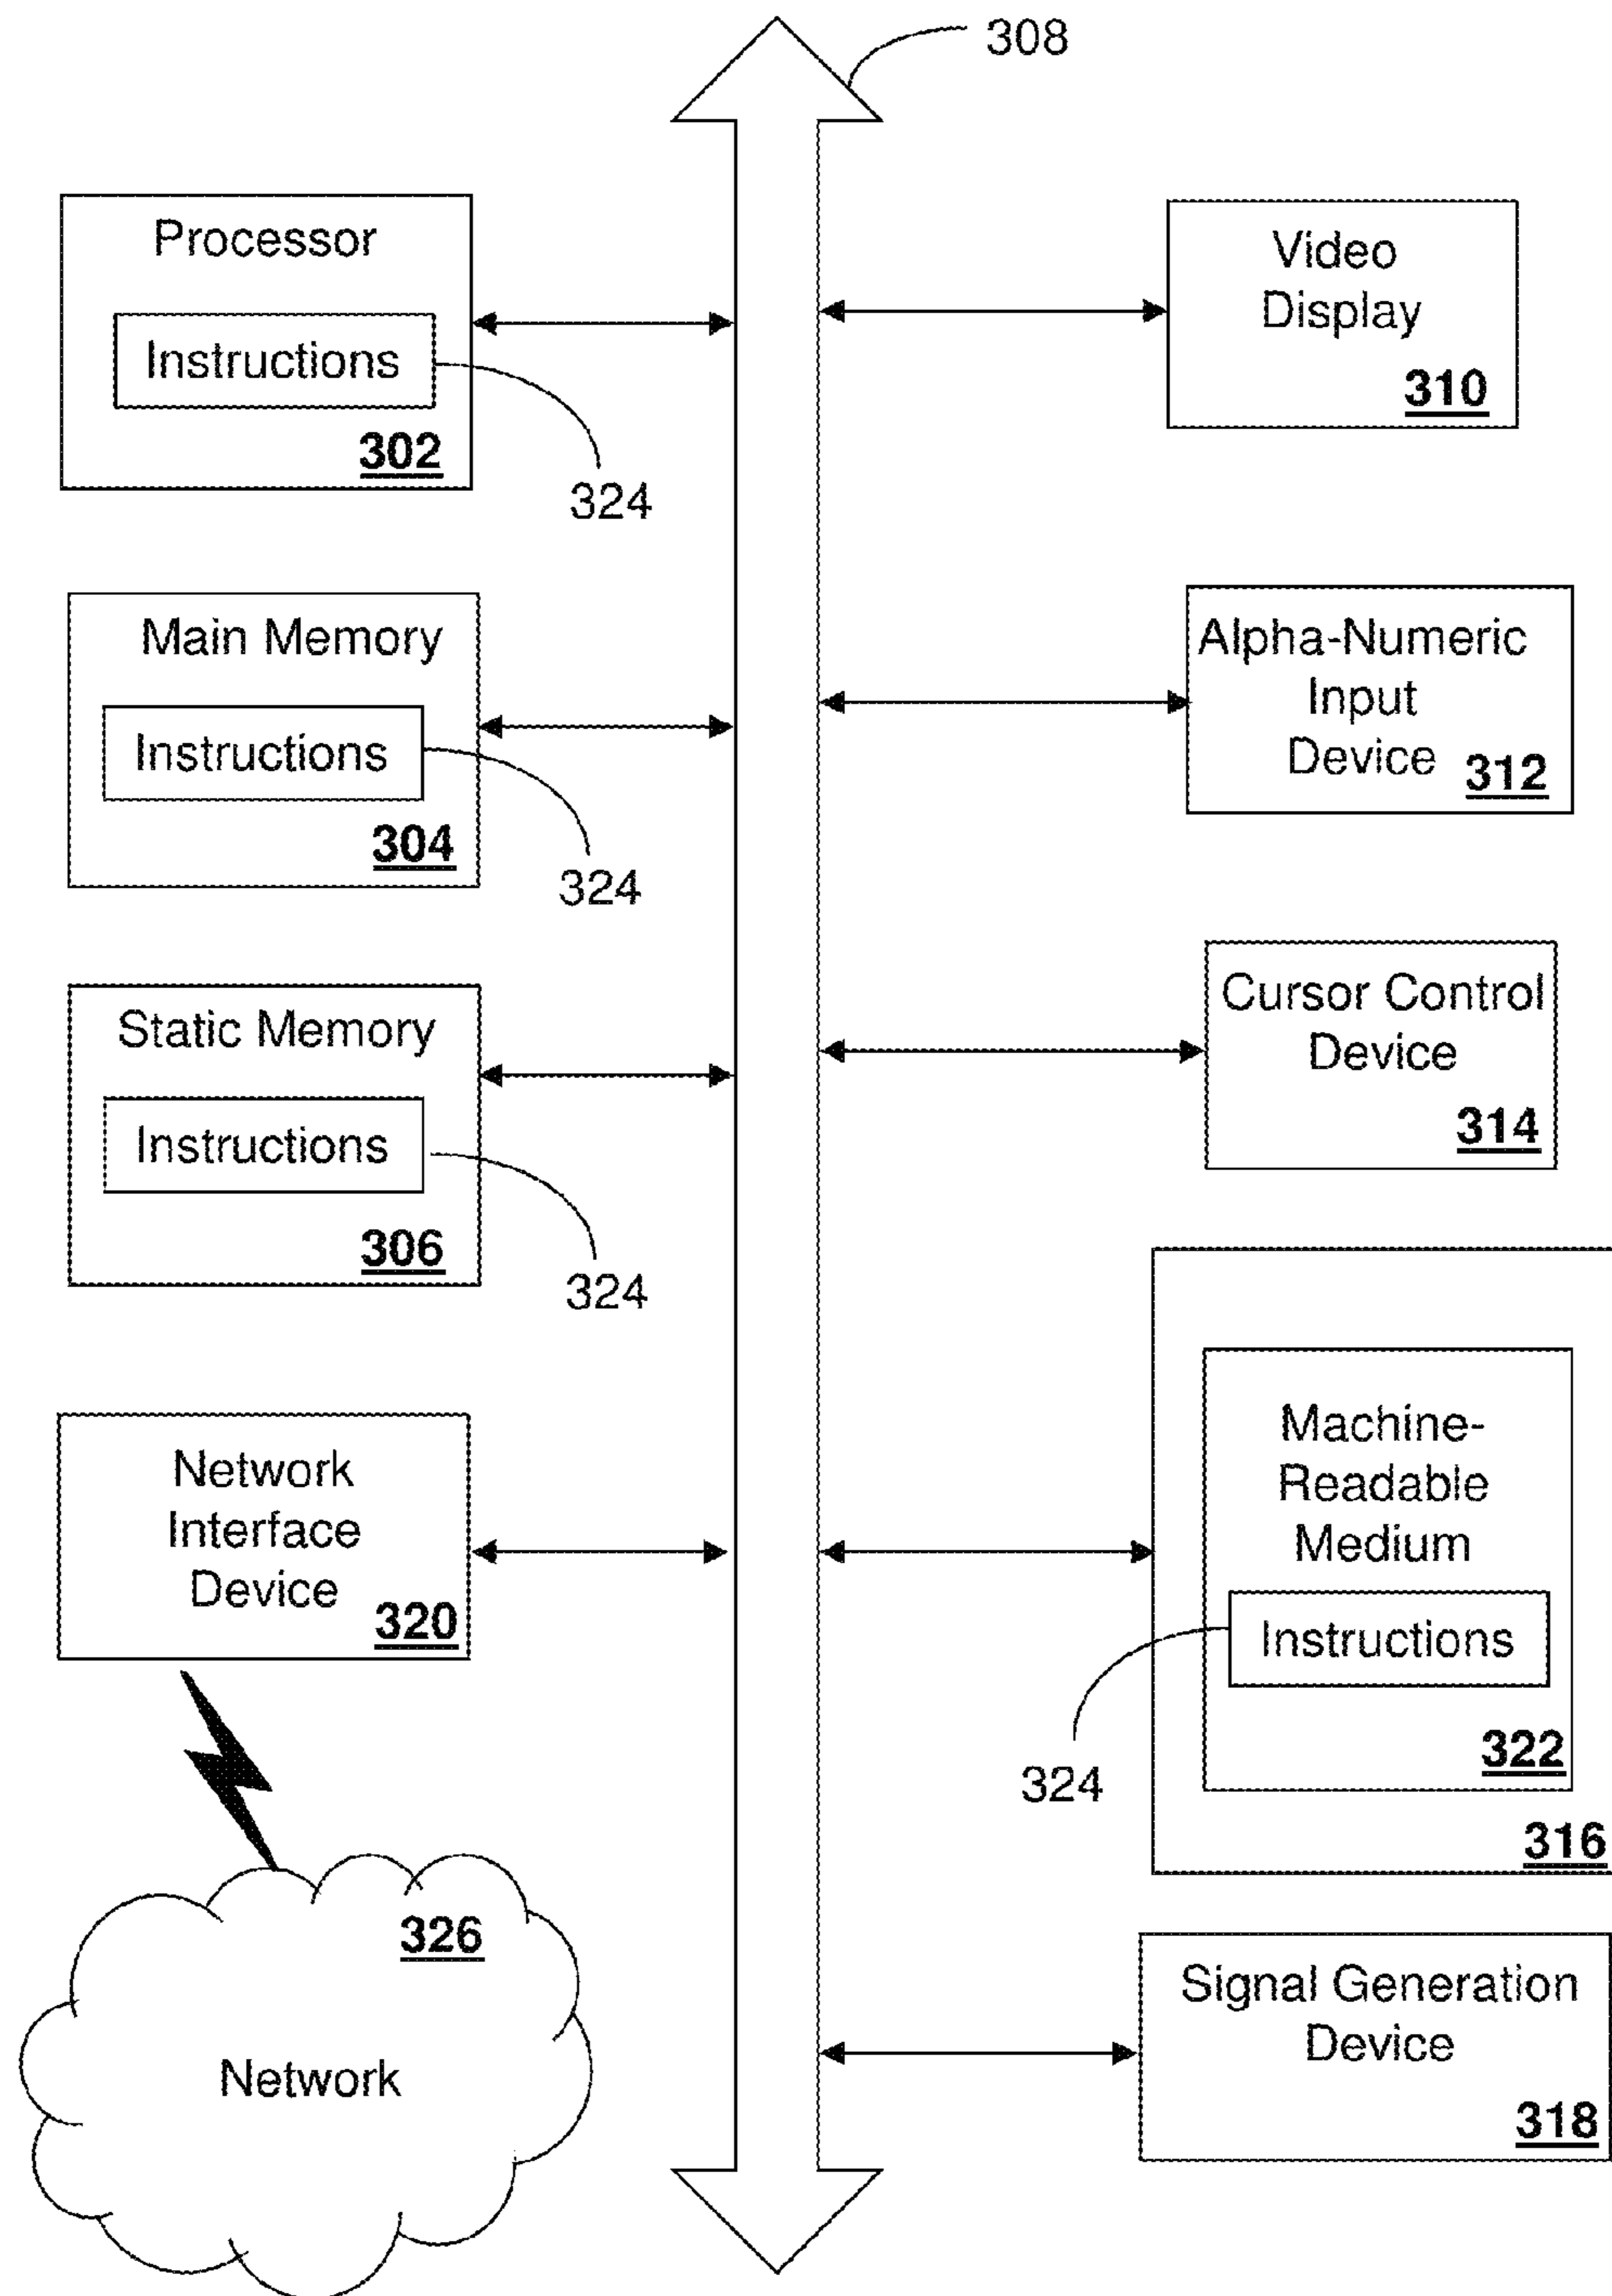 308
Processor
Instructions
302
324
Main Memory
Instructions
304
324
Static Memory
Instructions
306
324
Network
Interface
Device
320
326
Network
Video
Display
310
Alpha-Numeric
Input
Device
312
Cursor Control
Device
314
Machine-
Readable
Medium
Instructions
324
322
316
Signal Generation
Device
318